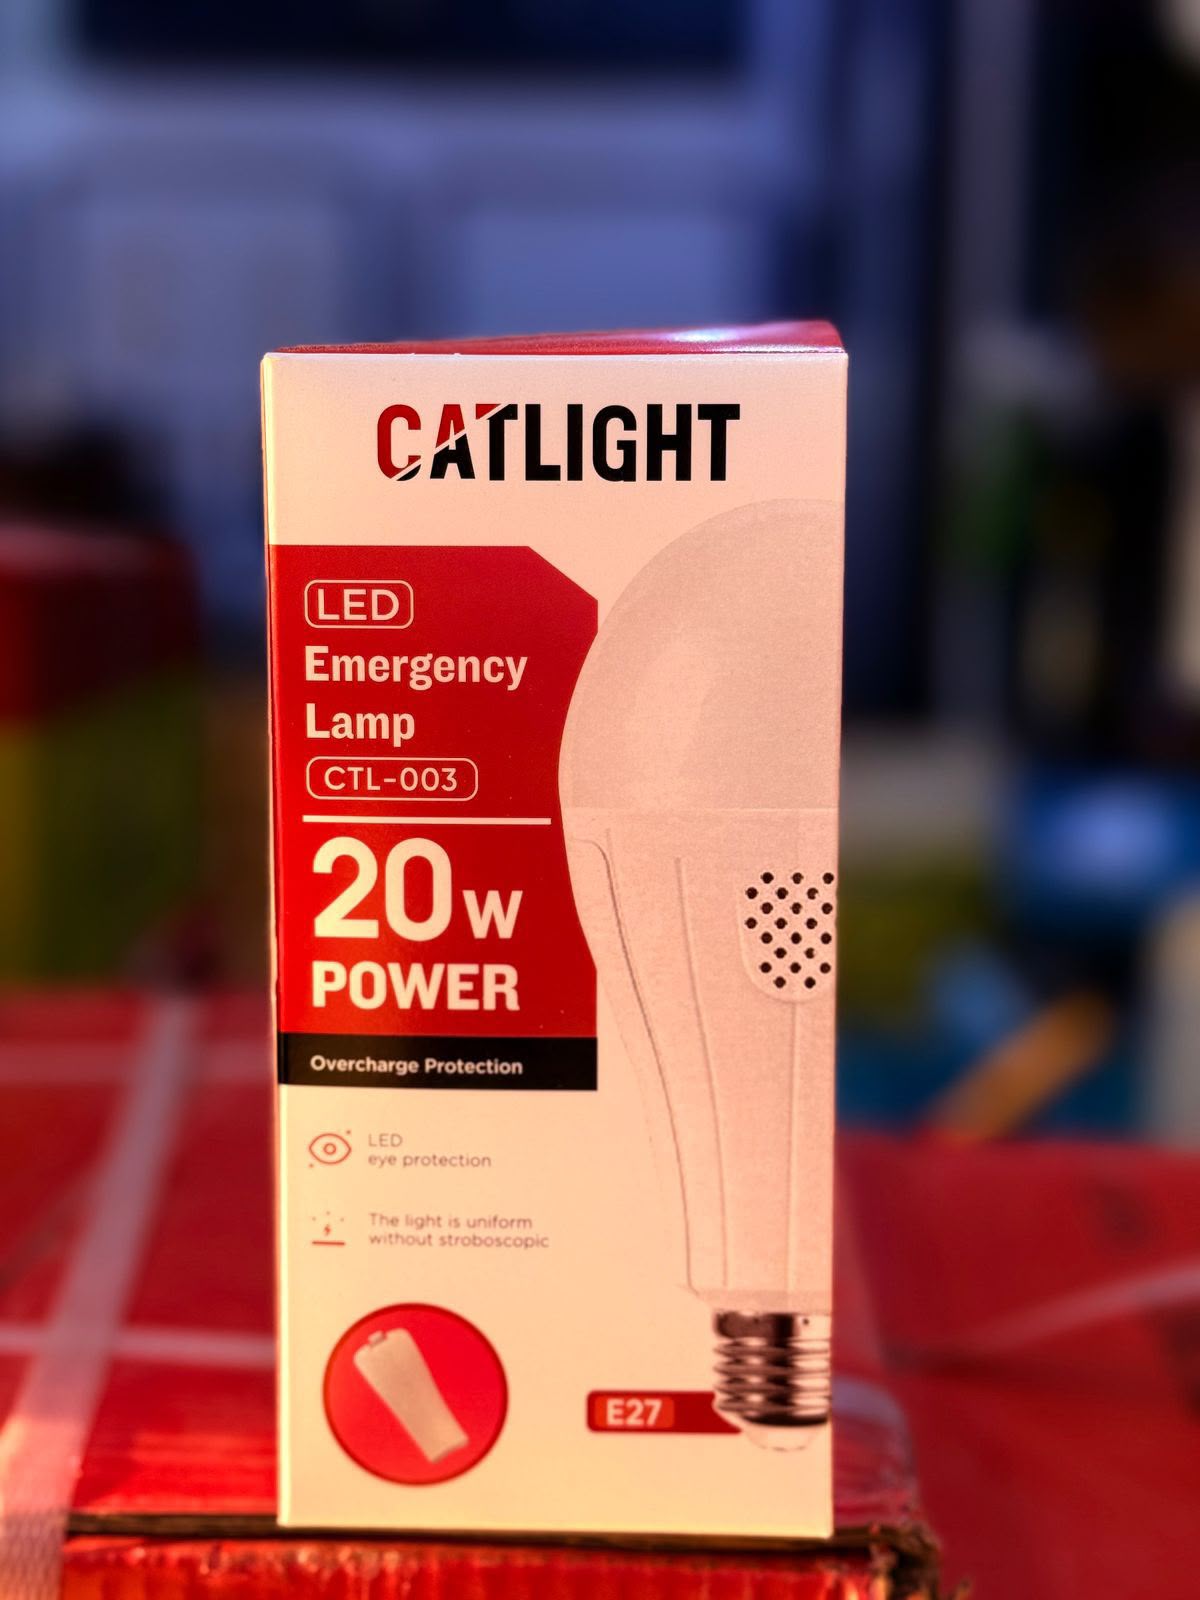 CATLIGHT
LED
Emergency
Lamp
CTL-003
20W
POWER
Overcharge Protection
LED
eye protection
The light is uniform
without stroboscopic
E27